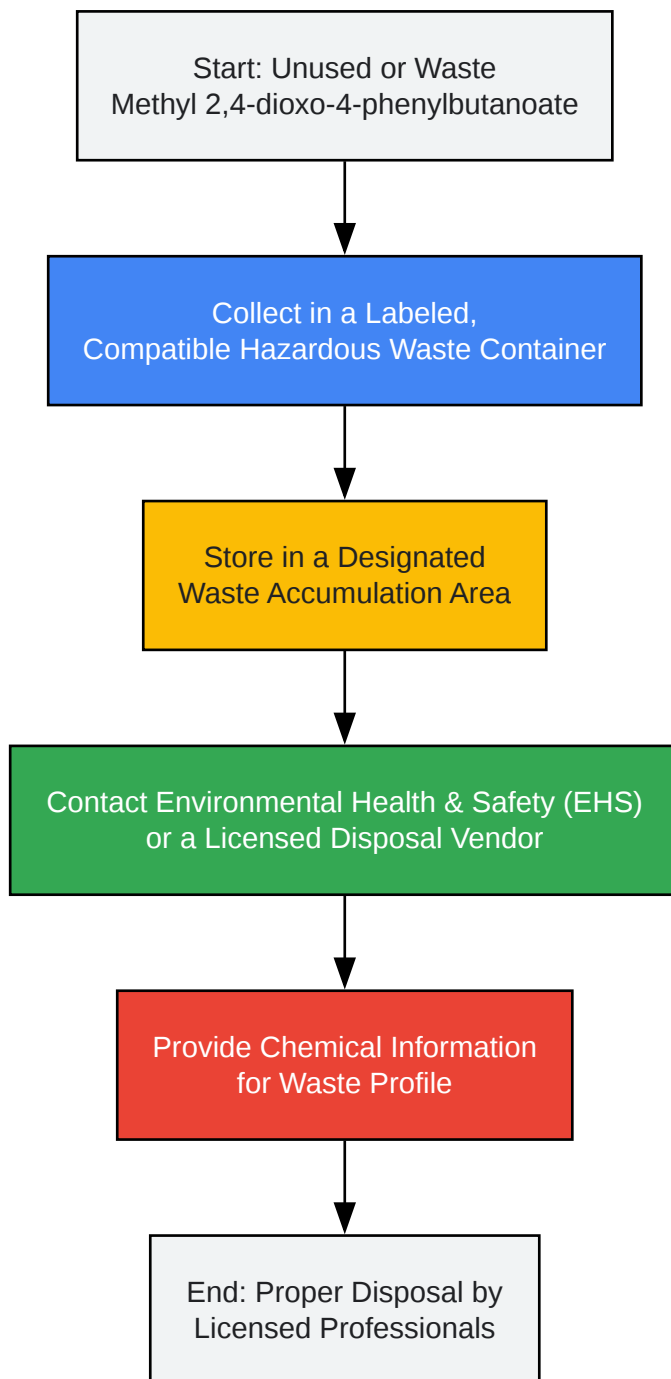 Start: Unused or Waste
Methyl 2,4-dioxo-4-phenylbutanoate
Collect in a Labeled,
Compatible Hazardous Waste Container
Store in a Designated
Waste Accumulation Area
Contact Environmental Health & Safety (EHS)
or a Licensed Disposal Vendor
Provide Chemical Information
for Waste Profile
End: Proper Disposal by
Licensed Professionals